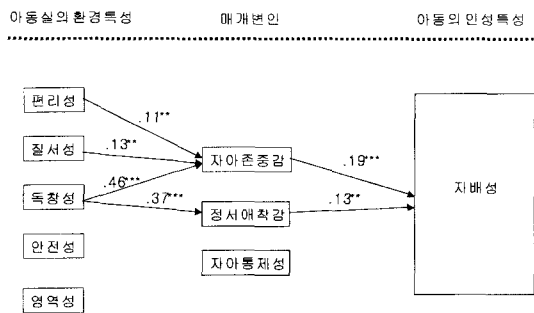 아동실의환경특성 매개변인 아동의인성특성
편리성
.11**
질서성
.13**
자아존중감
.19***
.46***
지배성
독창성
.37***
정서애착감
.13**
안전성
자아통제성
영역성